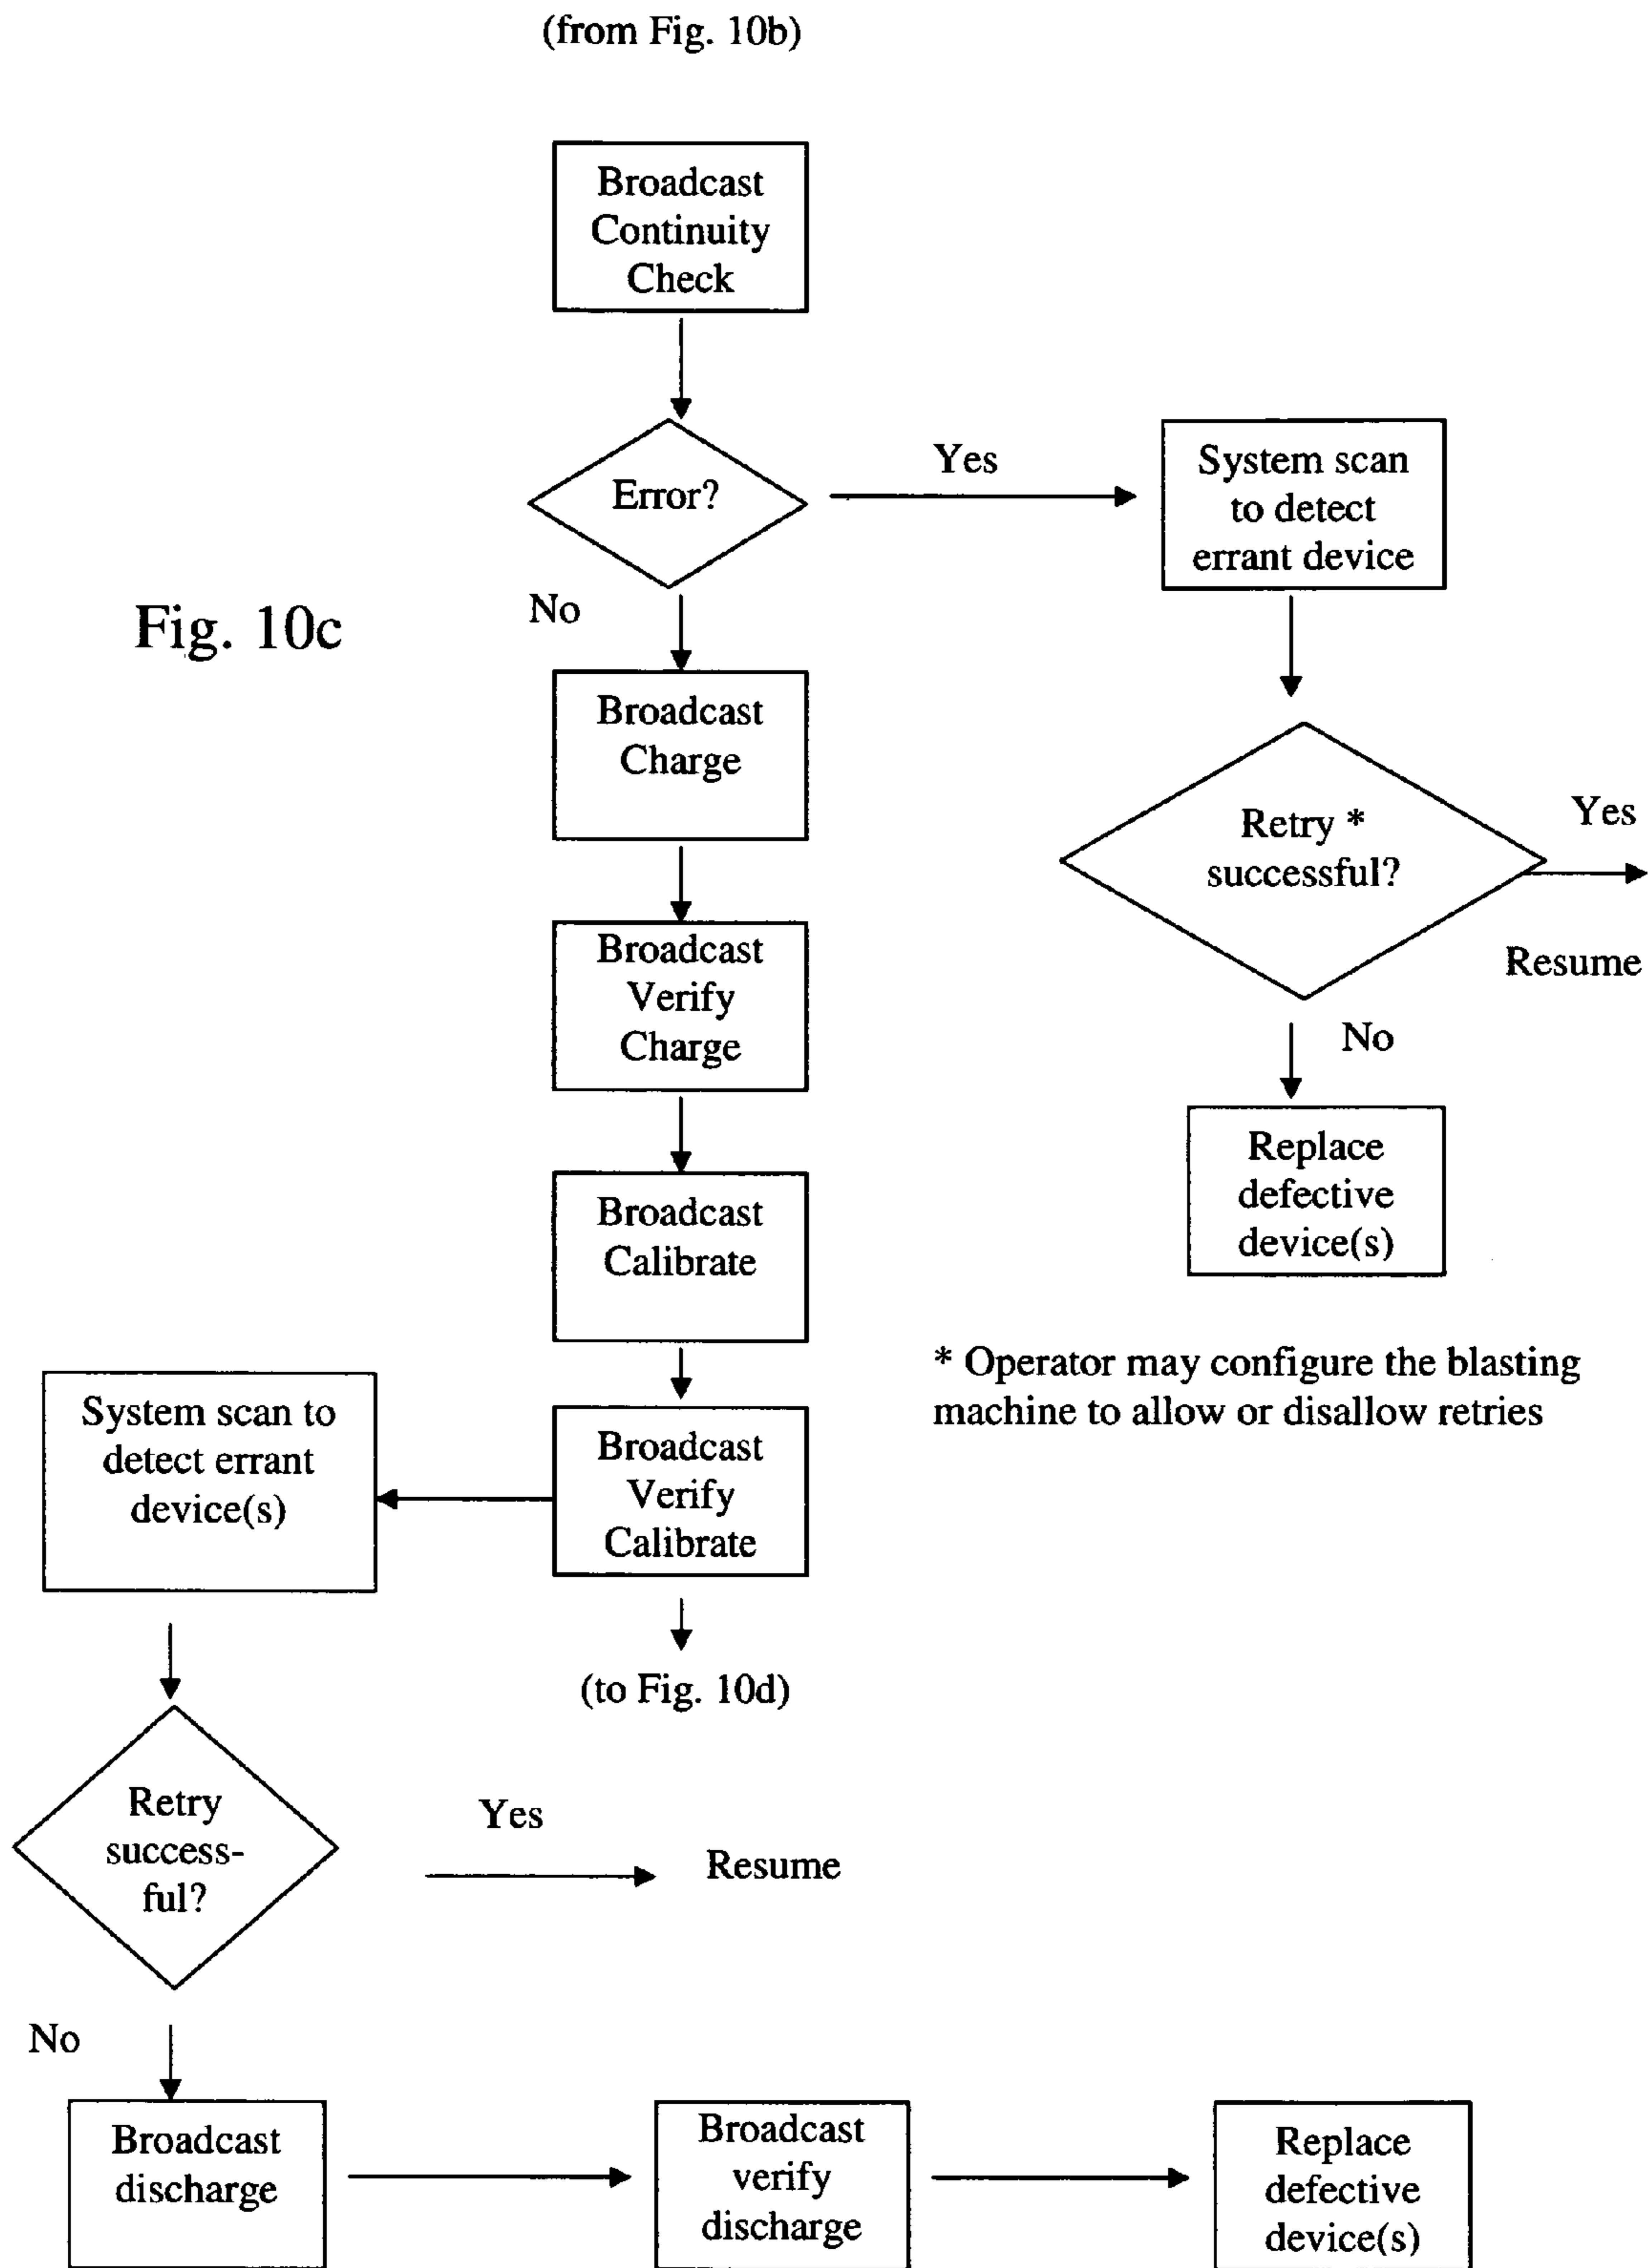 (from Fig. 10b)
Broadcast
Continuity
Check
Error?
Yes
System scan
to detect
errant device
No
Fig. 10c
Broadcast
Charge
Retry *
successful?
Yes
Resume
Broadcast
Verify
Charge
No
Replace
defective
device(s)
Broadcast
Calibrate
* Operator may configure the blasting
machine to allow or disallow retries
System scan to
detect errant
device(s)
Broadcast
Verify
Calibrate
(to Fig. 10d)
Retry
success-
ful?
Yes
Resume
No
Broadcast
discharge
Broadcast
verify
discharge
Replace
defective
device(s)